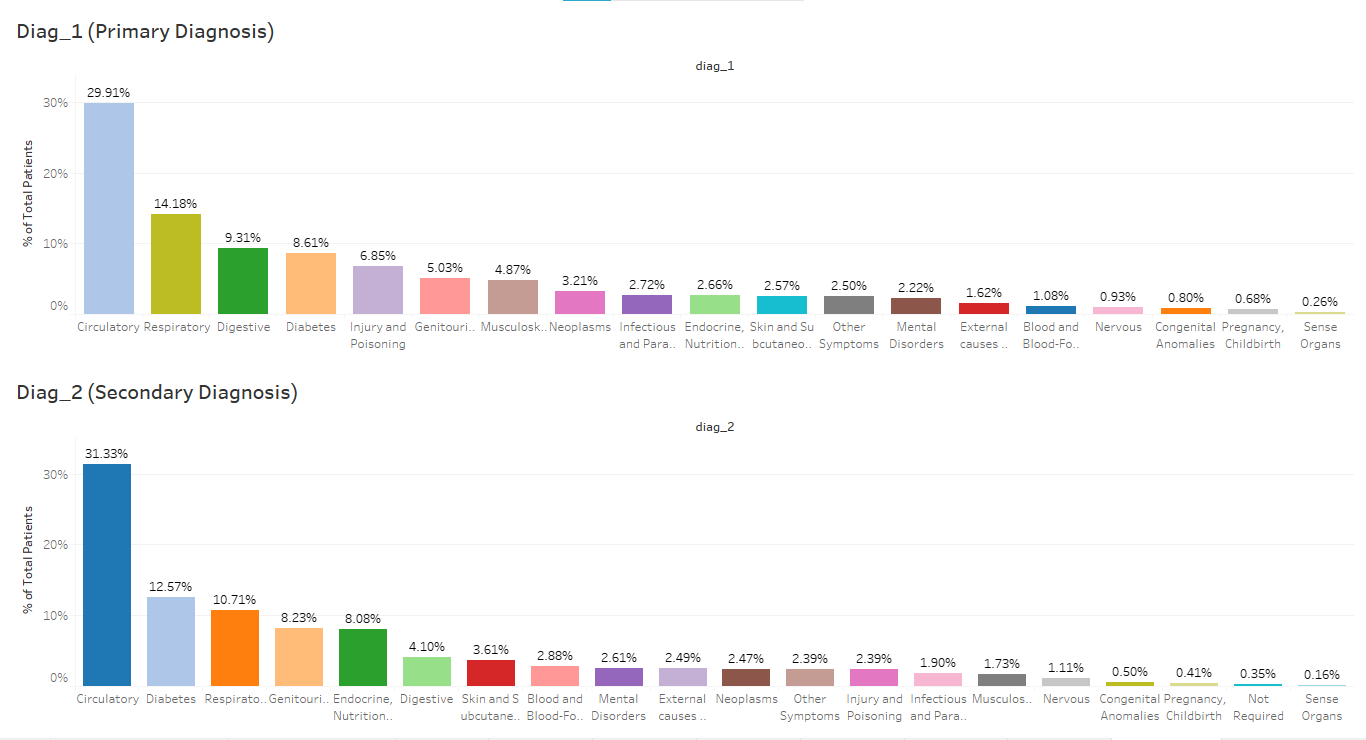 Diag_1 (Primary Diagnosis)
diag_1
% of Total Patients
30%
20%
10%
0%
29.91%
14.18%
9.31%
8.61%
6.85%
5.03%
4.87%
3.21%
2.72%
2.66%
2.57%
2.50%
2.22%
1.62%
1.08%
0.93%
0.80%
0.68%
0.26%
Circulatory
Respiratory
Digestive
Diabetes
Injury and
Poisoning
Genitouri..
Musculosk..
Neoplasms
Infectious
and Para..
Endocrine,
Nutrition..
Skin and Su
bcutaneo..
Other
Symptoms
Mental
Disorders
External
causes ..
Blood and
Blood-Fo..
Nervous
Congenital
Anomalies
Pregnancy,
Childbirth
Sense
Organs
Diag_2 (Secondary Diagnosis)
diag_2
% of Total Patients
30%
20%
10%
0%
31.33%
12.57%
10.71%
8.23%
8.08%
4.10%
3.61%
2.88%
2.61%
2.49%
2.47%
2.39%
2.39%
1.90%
1.73%
1.11%
0.50%
0.41%
0.35%
0.16%
Circulatory
Diabetes
Respirato..
Genitouri..
Endocrine,
Nutrition..
Digestive
Skin and S
ubcutane..
Blood and
Blood-Fo..
Mental
Disorders
External
causes ..
Neoplasms
Other
Symptoms
Injury and
Poisoning
Infectious
and Para..
Musculos..
Nervous
Congenital
Anomalies
Pregnancy,
Childbirth
Not
Required
Sense
Organs